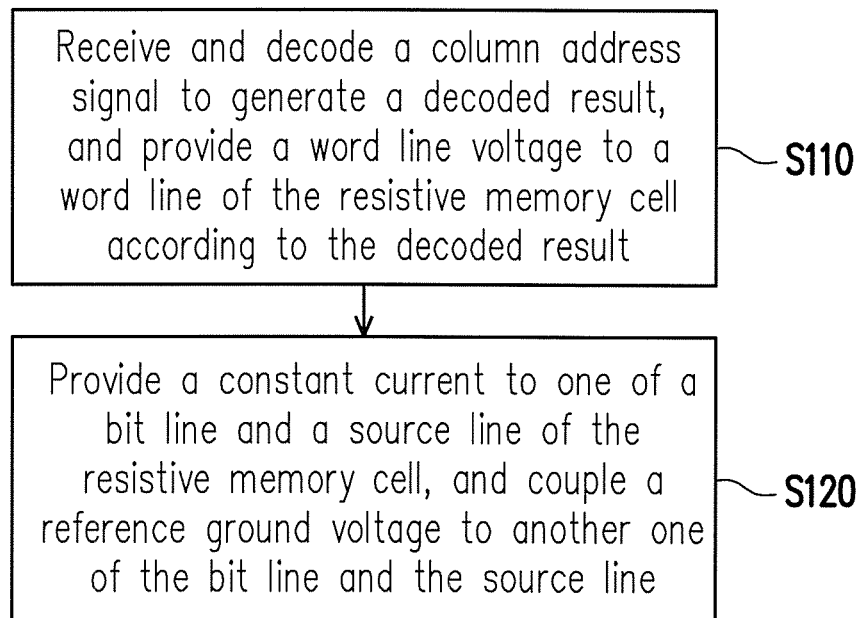 Receive and decode a column address
signal to generate a decoded result,
and provide a word line voltage to a
word line of the resistive memory cell
according to the decoded result
S110
Provide a constant current to one of a
bit line and a source line of the
resistive memory cell, and couple a
reference ground voltage to another one
of the bit line and the source line
S120